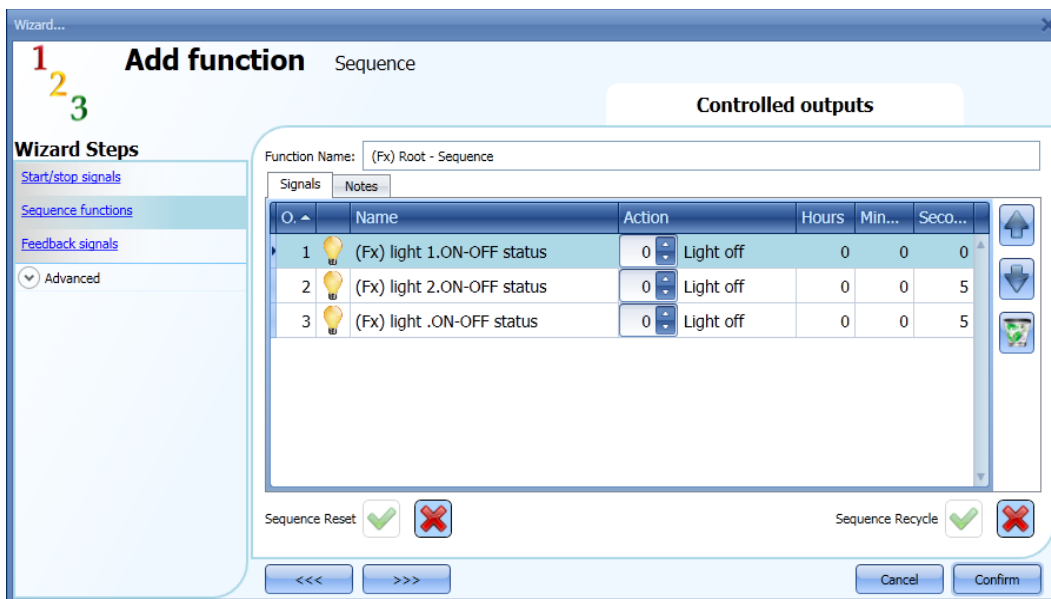 Wizard...
1 2 3
Add function Sequence
Controlled outputs
Wizard Steps
Start/stop signals
Sequence functions
Feedback signals
Advanced
Function Name: (Fx) Root - Sequence
Signals Notes
O. Name Action Hours Min... Seco...
1 (Fx) light 1.ON-OFF status 0 Light off 0 0 0
2 (Fx) light 2.ON-OFF status 0 Light off 0 0 5
3 (Fx) light .ON-OFF status 0 Light off 0 0 5
Sequence Reset Sequence Recycle
<<< >>> Cancel Confirm